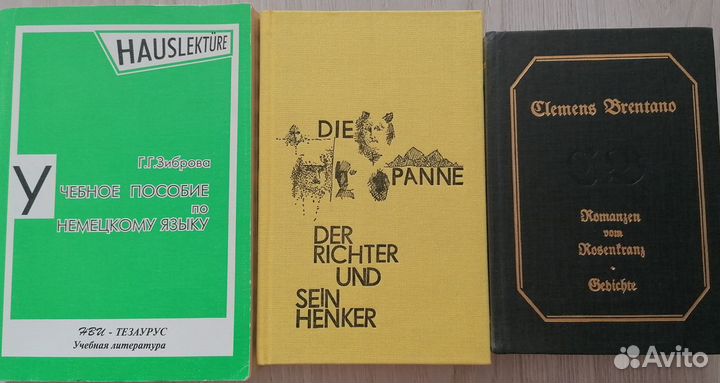 HAUSLEKTÜRE
Г.Г.Зиброва
УЧЕБНОЕ ПОСОБИЕ
по
НЕМЕЦКОМУ ЯЗЫКУ
НВИ - ТЕЗАУРУС
Учебная литература
DIE
PANNE
DER
RICHTER
UND
SEIN
HENKER
Clemens Brentano
Romanzen
vom
Rosenkranz
Gedichte
Avito